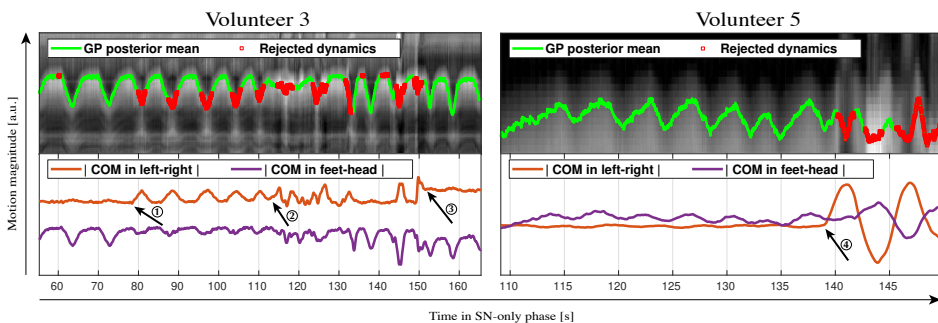 Volunteer 3
Volunteer 5
Motion magnitude [a.u.]
GP posterior mean Rejected dynamics
GP posterior mean Rejected dynamics
| COM in left-right | | COM in feet-head |
| COM in left-right | | COM in feet-head |
① ② ③
④
60 70 80 90 100 110 120 130 140 150 160
109 115 120 125 130 135 140 145
Time in SN-only phase [s]